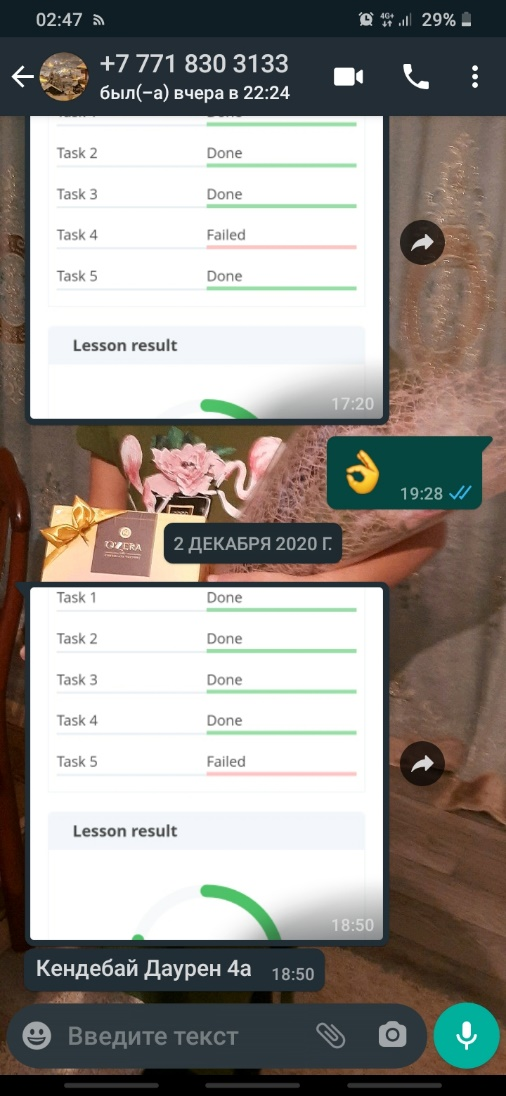 02:47 4G+ 29%
+7 771 830 3133
был(–а) вчера в 22:24
Task 2 Done
Task 3 Done
Task 4 Failed
Task 5 Done
Lesson result
17:20
19:28
2 ДЕКАБРЯ 2020 Г.
Task 1 Done
Task 2 Done
Task 3 Done
Task 4 Done
Task 5 Failed
Lesson result
18:50
Кендебай Даурен 4а 18:50
Введите текст